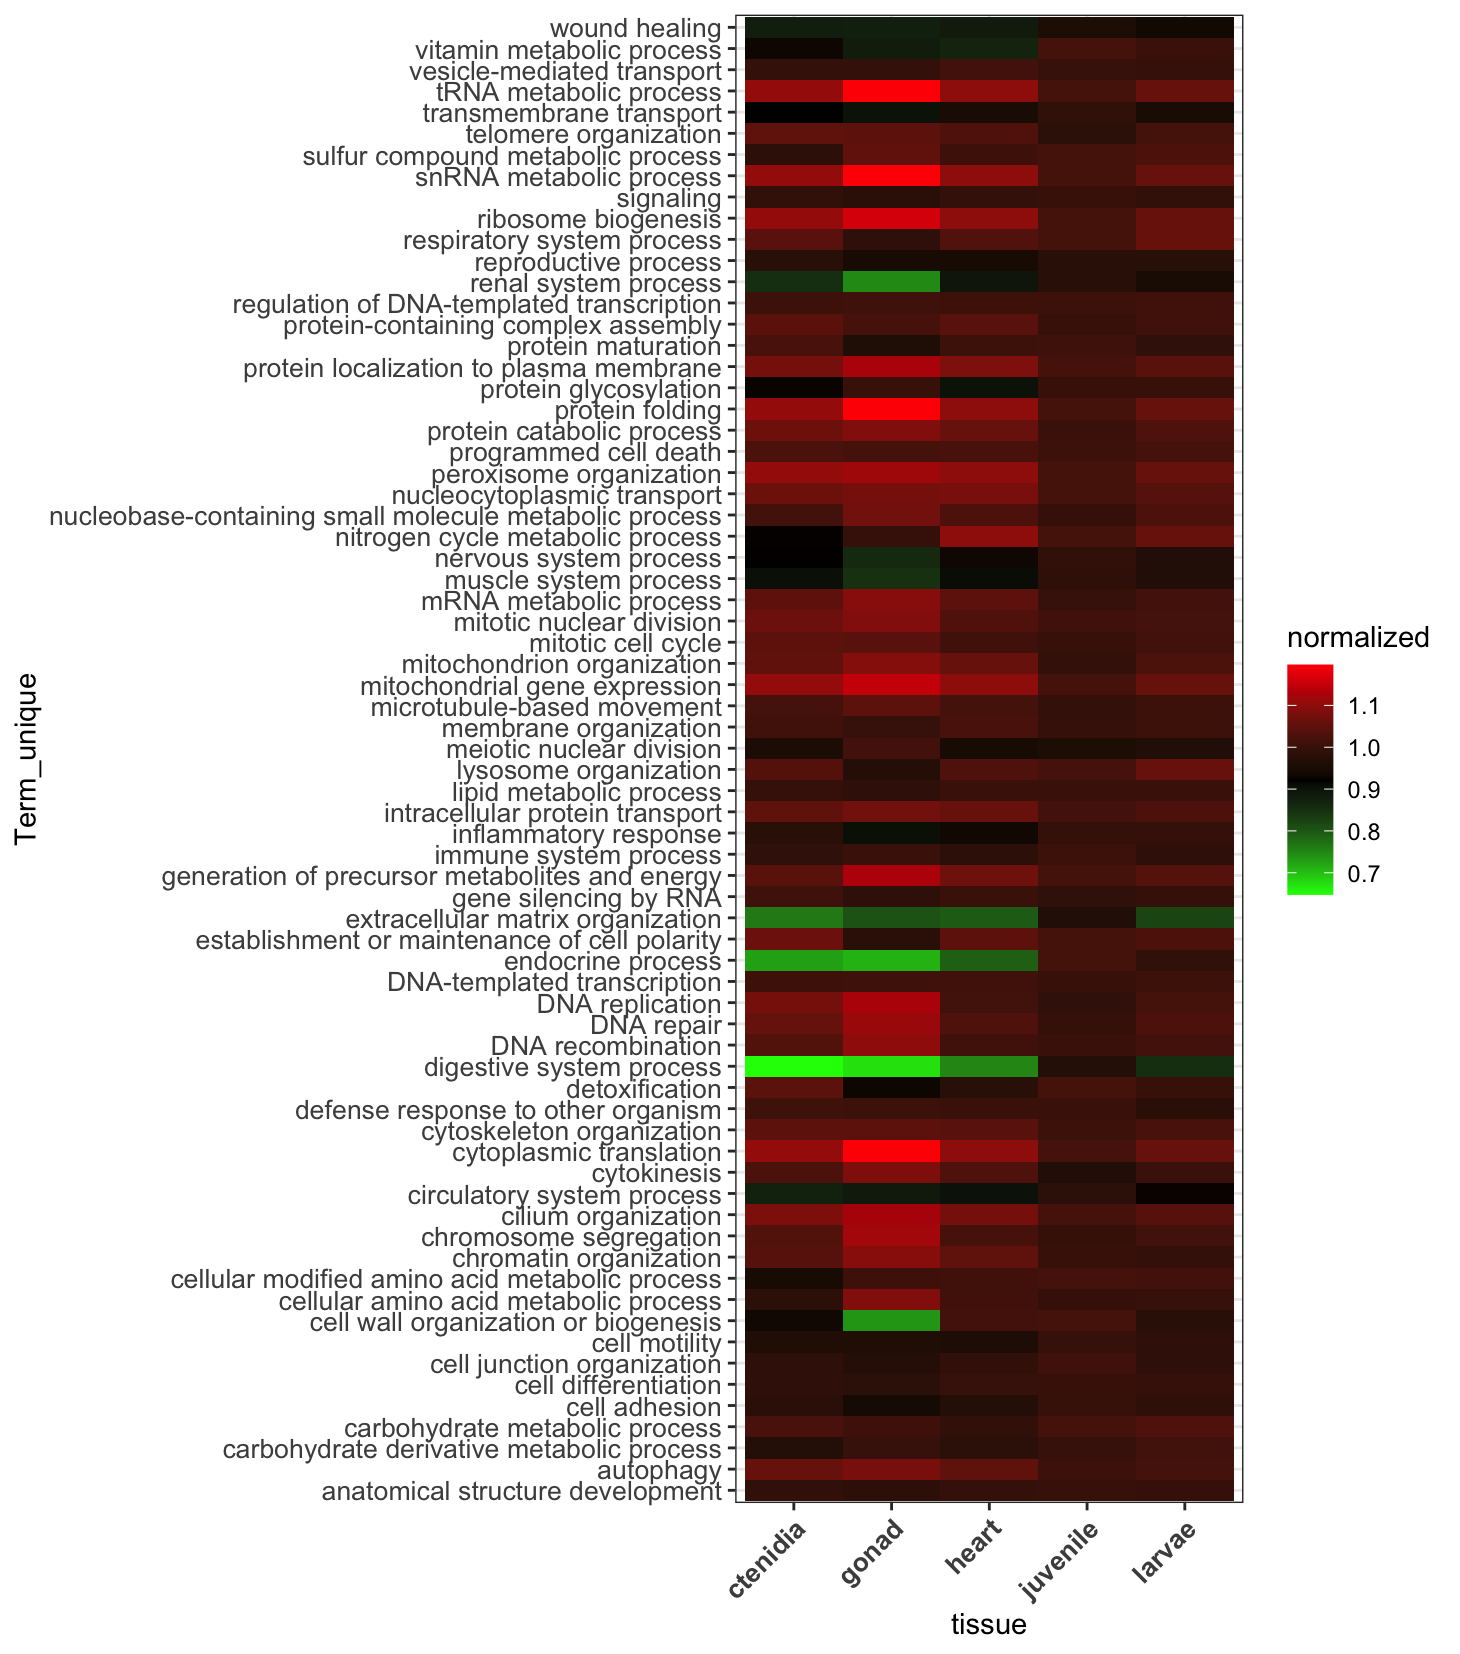 wound healing
vitamin metabolic process
vesicle-mediated transport
tRNA metabolic process
transmembrane transport
telomere organization
sulfur compound metabolic process
snRNA metabolic process
signaling
ribosome biogenesis
respiratory system process
reproductive process
renal system process
regulation of DNA-templated transcription
protein-containing complex assembly
protein maturation
protein localization to plasma membrane
protein glycosylation
protein folding
protein catabolic process
programmed cell death
peroxisome organization
nucleocytoplasmic transport
nucleobase-containing small molecule metabolic process
nitrogen cycle metabolic process
nervous system process
muscle system process
mRNA metabolic process
mitotic nuclear division
mitotic cell cycle
mitochondrion organization
mitochondrial gene expression
microtubule-based movement
membrane organization
meiotic nuclear division
lysosome organization
lipid metabolic process
intracellular protein transport
inflammatory response
immune system process
generation of precursor metabolites and energy
gene silencing by RNA
extracellular matrix organization
establishment or maintenance of cell polarity
endocrine process
DNA-templated transcription
DNA replication
DNA repair
DNA recombination
digestive system process
detoxification
defense response to other organism
cytoskeleton organization
cytoplasmic translation
cytokinesis
circulatory system process
cilium organization
chromosome segregation
chromatin organization
cellular modified amino acid metabolic process
cellular amino acid metabolic process
cell wall organization or biogenesis
cell motility
cell junction organization
cell differentiation
cell adhesion
carbohydrate metabolic process
carbohydrate derivative metabolic process
autophagy
anatomical structure development
Term_unique
ctenidia
gonad
heart
juvenile
larvae
tissue
normalized
1.1
1.0
0.9
0.8
0.7